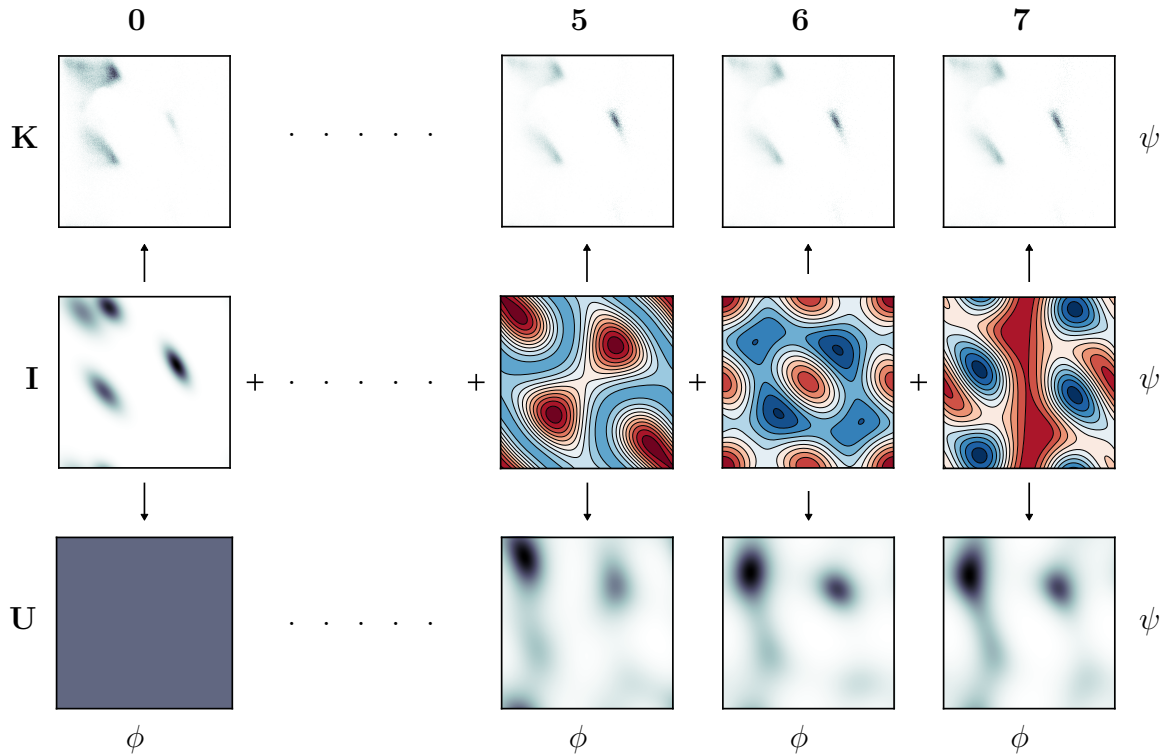 0 5 6 7
K · · · · · ψ
I + · · · · · + + + ψ
U · · · · · ψ
ϕ ϕ ϕ ϕ